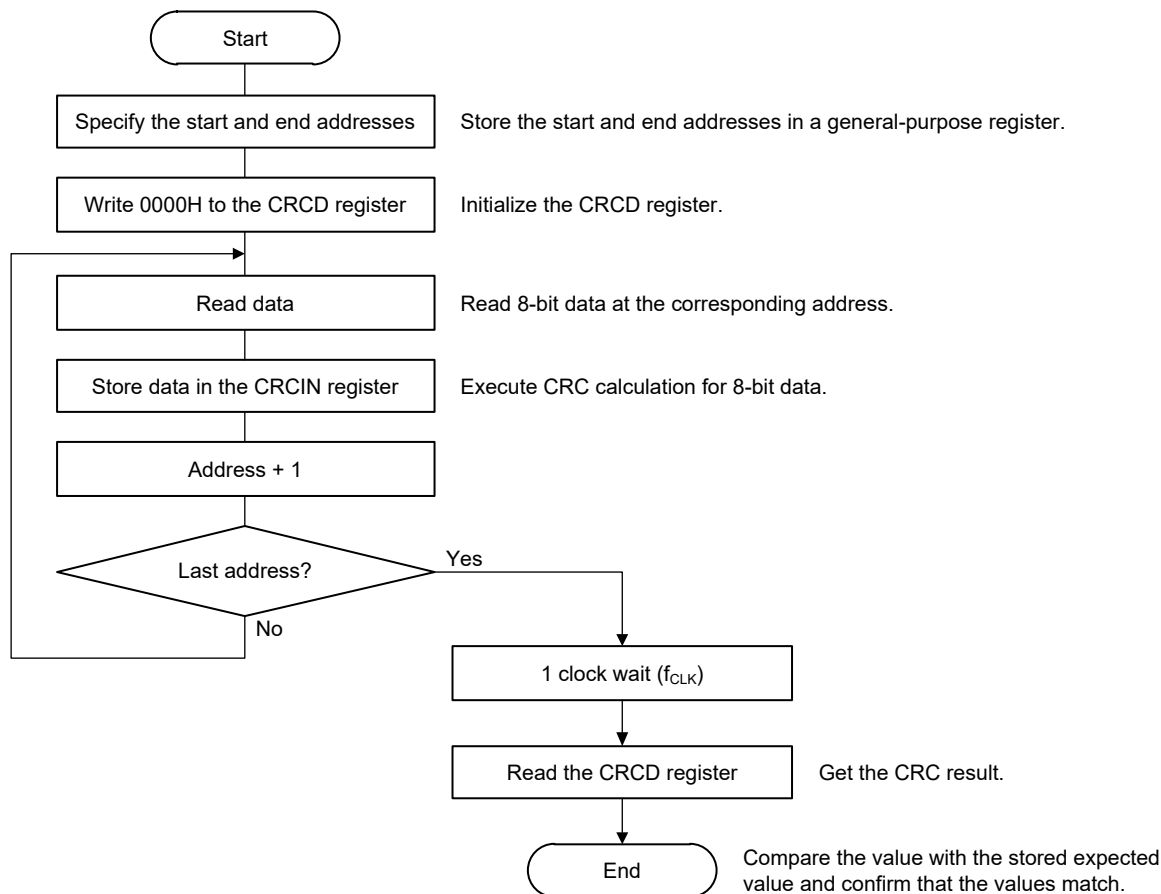 Start
Specify the start and end addresses
Store the start and end addresses in a general-purpose register.
Write 0000H to the CRCD register
Initialize the CRCD register.
Read data
Read 8-bit data at the corresponding address.
Store data in the CRCIN register
Execute CRC calculation for 8-bit data.
Address + 1
Last address?
Yes
No
1 clock wait (fCLK)
Read the CRCD register
Get the CRC result.
End
Compare the value with the stored expected
value and confirm that the values match.